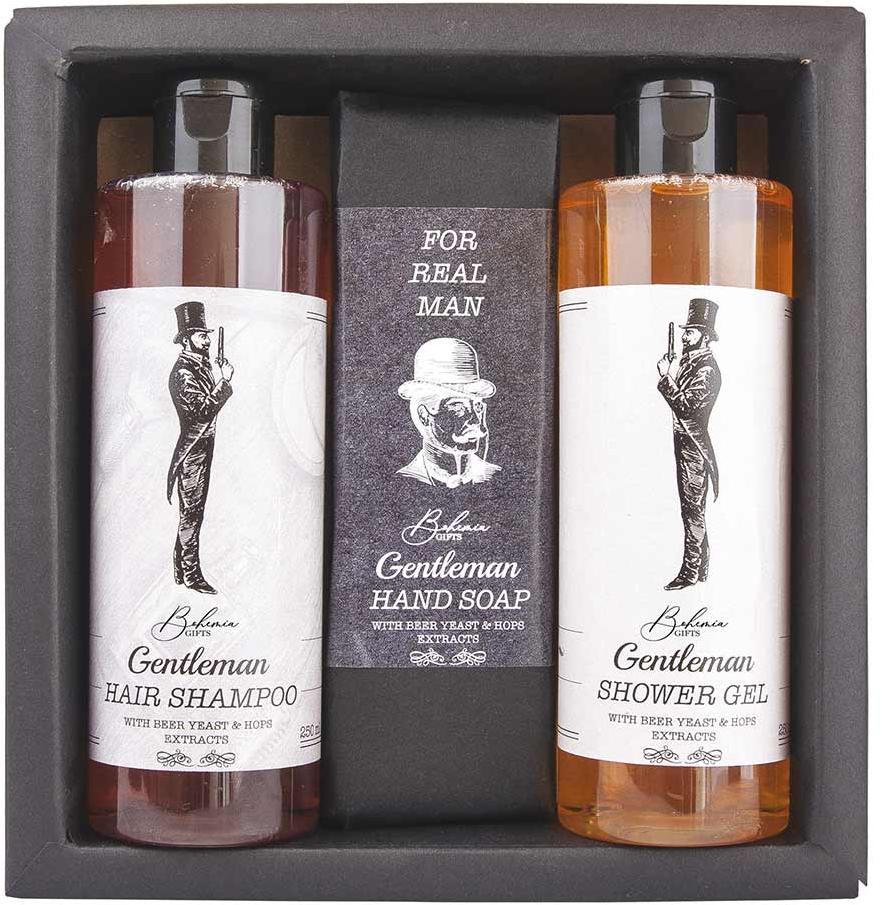 Bohemia
GIFTS
Gentleman
HAIR SHAMPOO
WITH BEER YEAST & HOPS
EXTRACTS
250 ml
FOR
REAL
MAN
Bohemia
GIFTS
Gentleman
HAND SOAP
WITH BEER YEAST & HOPS
EXTRACTS
Bohemia
GIFTS
Gentleman
SHOWER GEL
WITH BEER YEAST & HOPS
EXTRACTS